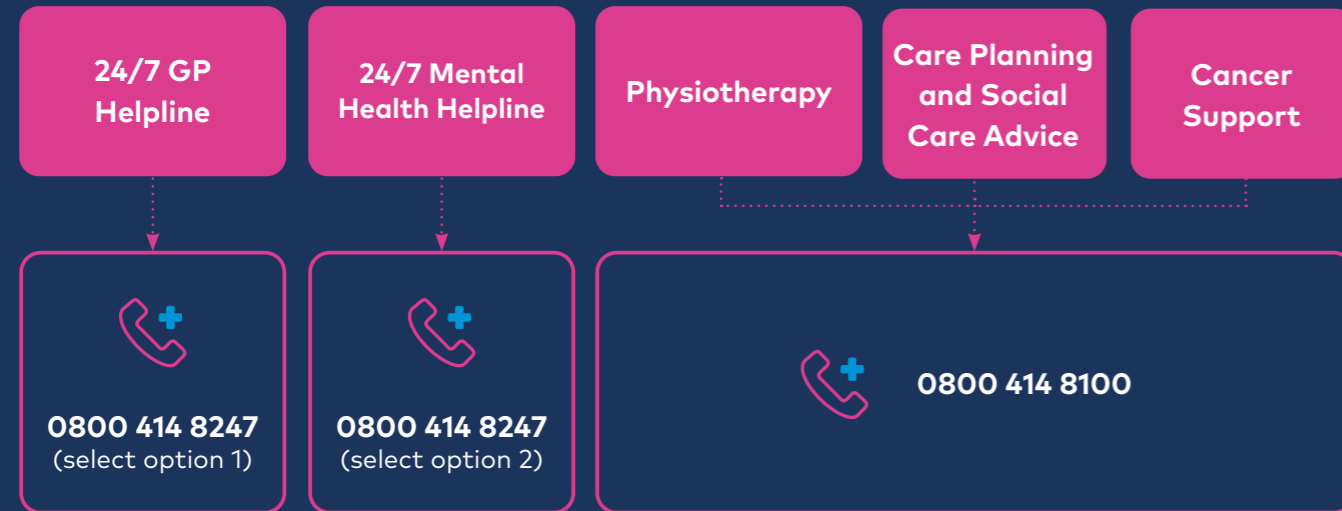 24/7 GP
Helpline
24/7 Mental
Health Helpline
Physiotherapy
Care Planning
and Social
Care Advice
Cancer
Support
0800 414 8247
(select option 1)
0800 414 8247
(select option 2)
0800 414 8100